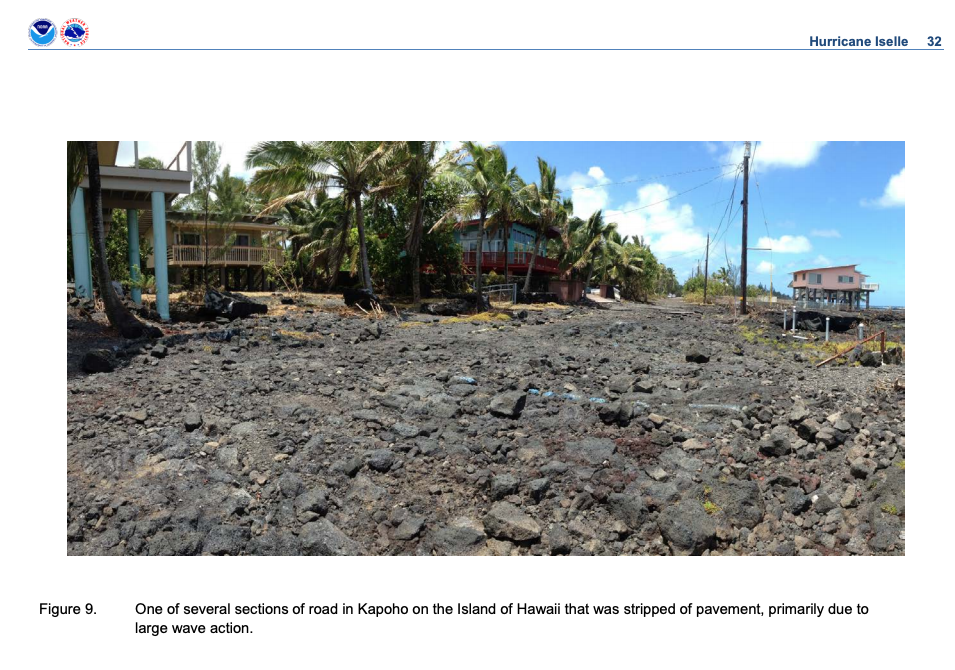 Hurricane Iselle 32
Figure 9. One of several sections of road in Kapoho on the Island of Hawaii that was stripped of pavement, primarily due to
large wave action.